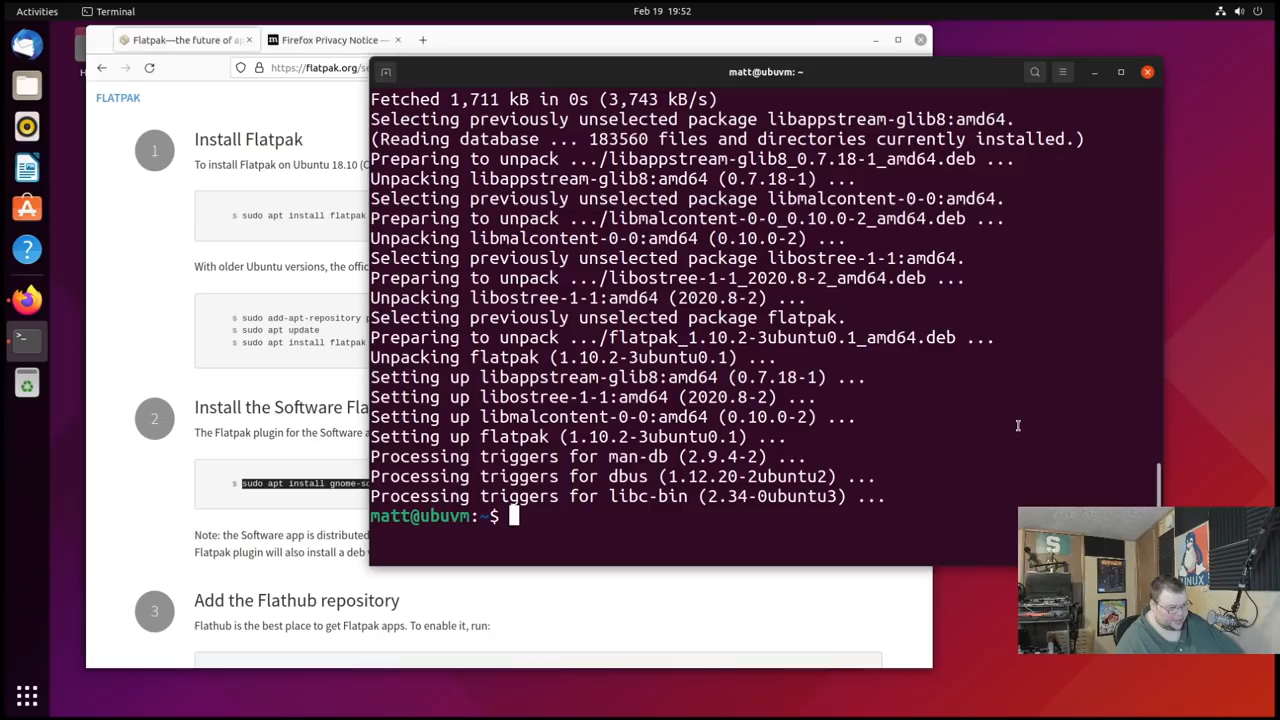 Activities
Terminal
Feb 19 19:52
Flatpak—the future of ap
Firefox Privacy Notice —
https://flatpak.org/se
FLATPAK
1
Install Flatpak
To install Flatpak on Ubuntu 18.10 (C
$ sudo apt install flatpak
With older Ubuntu versions, the offic
$ sudo add-apt-repository p
$ sudo apt update
$ sudo apt install flatpak
2
Install the Software Fla
The Flatpak plugin for the Software a
$ sudo apt install gnome-so
Note: the Software app is distributed
Flatpak plugin will also install a deb v
3
Add the Flathub repository
Flathub is the best place to get Flatpak apps. To enable it, run:
matt@ubuvm: ~
Fetched 1,711 kB in 0s (3,743 kB/s)
Selecting previously unselected package libappstream-glib8:amd64.
(Reading database ... 183560 files and directories currently installed.)
Preparing to unpack .../libappstream-glib8_0.7.18-1_amd64.deb ...
Unpacking libappstream-glib8:amd64 (0.7.18-1) ...
Selecting previously unselected package libmalcontent-0-0:amd64.
Preparing to unpack .../libmalcontent-0-0_0.10.0-2_amd64.deb ...
Unpacking libmalcontent-0-0:amd64 (0.10.0-2) ...
Selecting previously unselected package libostree-1-1:amd64.
Preparing to unpack .../libostree-1-1_2020.8-2_amd64.deb ...
Unpacking libostree-1-1:amd64 (2020.8-2) ...
Selecting previously unselected package flatpak.
Preparing to unpack .../flatpak_1.10.2-3ubuntu0.1_amd64.deb ...
Unpacking flatpak (1.10.2-3ubuntu0.1) ...
Setting up libappstream-glib8:amd64 (0.7.18-1) ...
Setting up libostree-1-1:amd64 (2020.8-2) ...
Setting up libmalcontent-0-0:amd64 (0.10.0-2) ...
Setting up flatpak (1.10.2-3ubuntu0.1) ...
Processing triggers for man-db (2.9.4-2) ...
Processing triggers for dbus (1.12.20-2ubuntu2) ...
Processing triggers for libc-bin (2.34-0ubuntu3) ...
matt@ubuvm:~$
LINUX